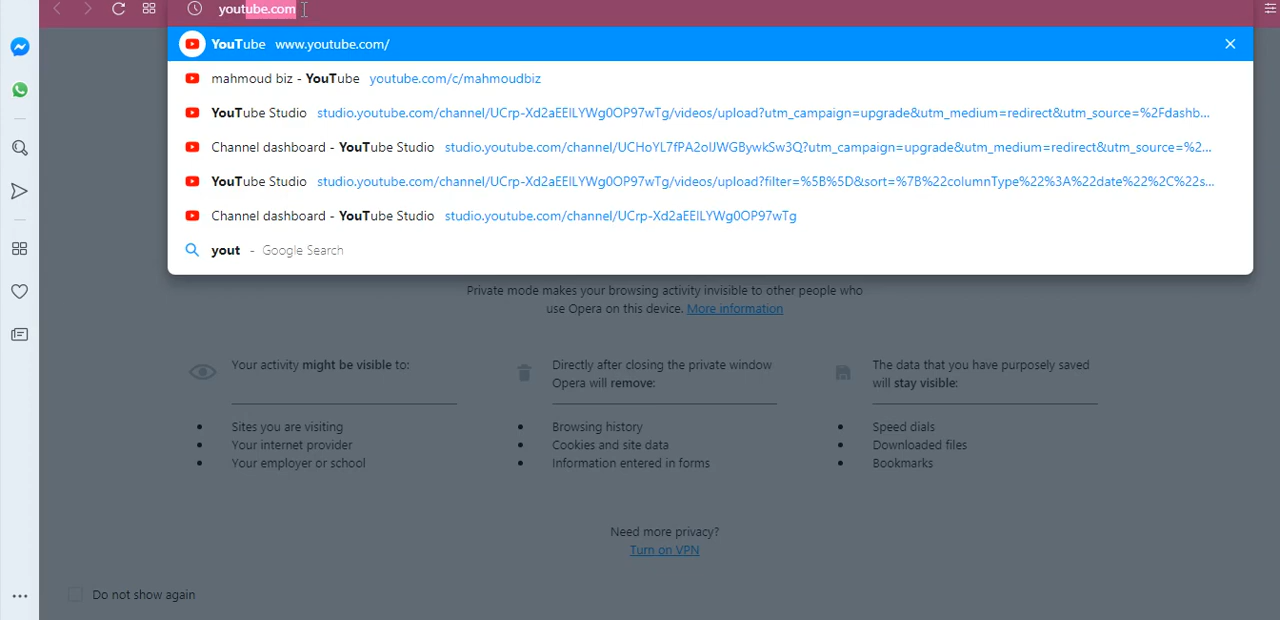 youtube.com
YouTube www.youtube.com/
mahmoud biz - YouTube youtube.com/c/mahmoudbiz
YouTube Studio studio.youtube.com/channel/UCrp-Xd2aEEILYWg0OP97wTg/videos/upload?utm_campaign=upgrade&utm_medium=redirect&utm_source=%2Fdashb...
Channel dashboard - YouTube Studio studio.youtube.com/channel/UCHoYL7fPA2oIJWGBywkSw3Q?utm_campaign=upgrade&utm_medium=redirect&utm_source=%2...
YouTube Studio studio.youtube.com/channel/UCrp-Xd2aEEILYWg0OP97wTg/videos/upload?filter=%5B%5D&sort=%7B%22columnType%22%3A%22date%22%2C%22s...
Channel dashboard - YouTube Studio studio.youtube.com/channel/UCrp-Xd2aEEILYWg0OP97wTg
yout - Google Search
Private mode makes your browsing activity invisible to other people who
use Opera on this device. More information
Your activity might be visible to:
Sites you are visiting
Your internet provider
Your employer or school
Directly after closing the private window
Opera will remove:
Browsing history
Cookies and site data
Information entered in forms
The data that you have purposely saved
will stay visible:
Speed dials
Downloaded files
Bookmarks
Need more privacy?
Turn on VPN
Do not show again